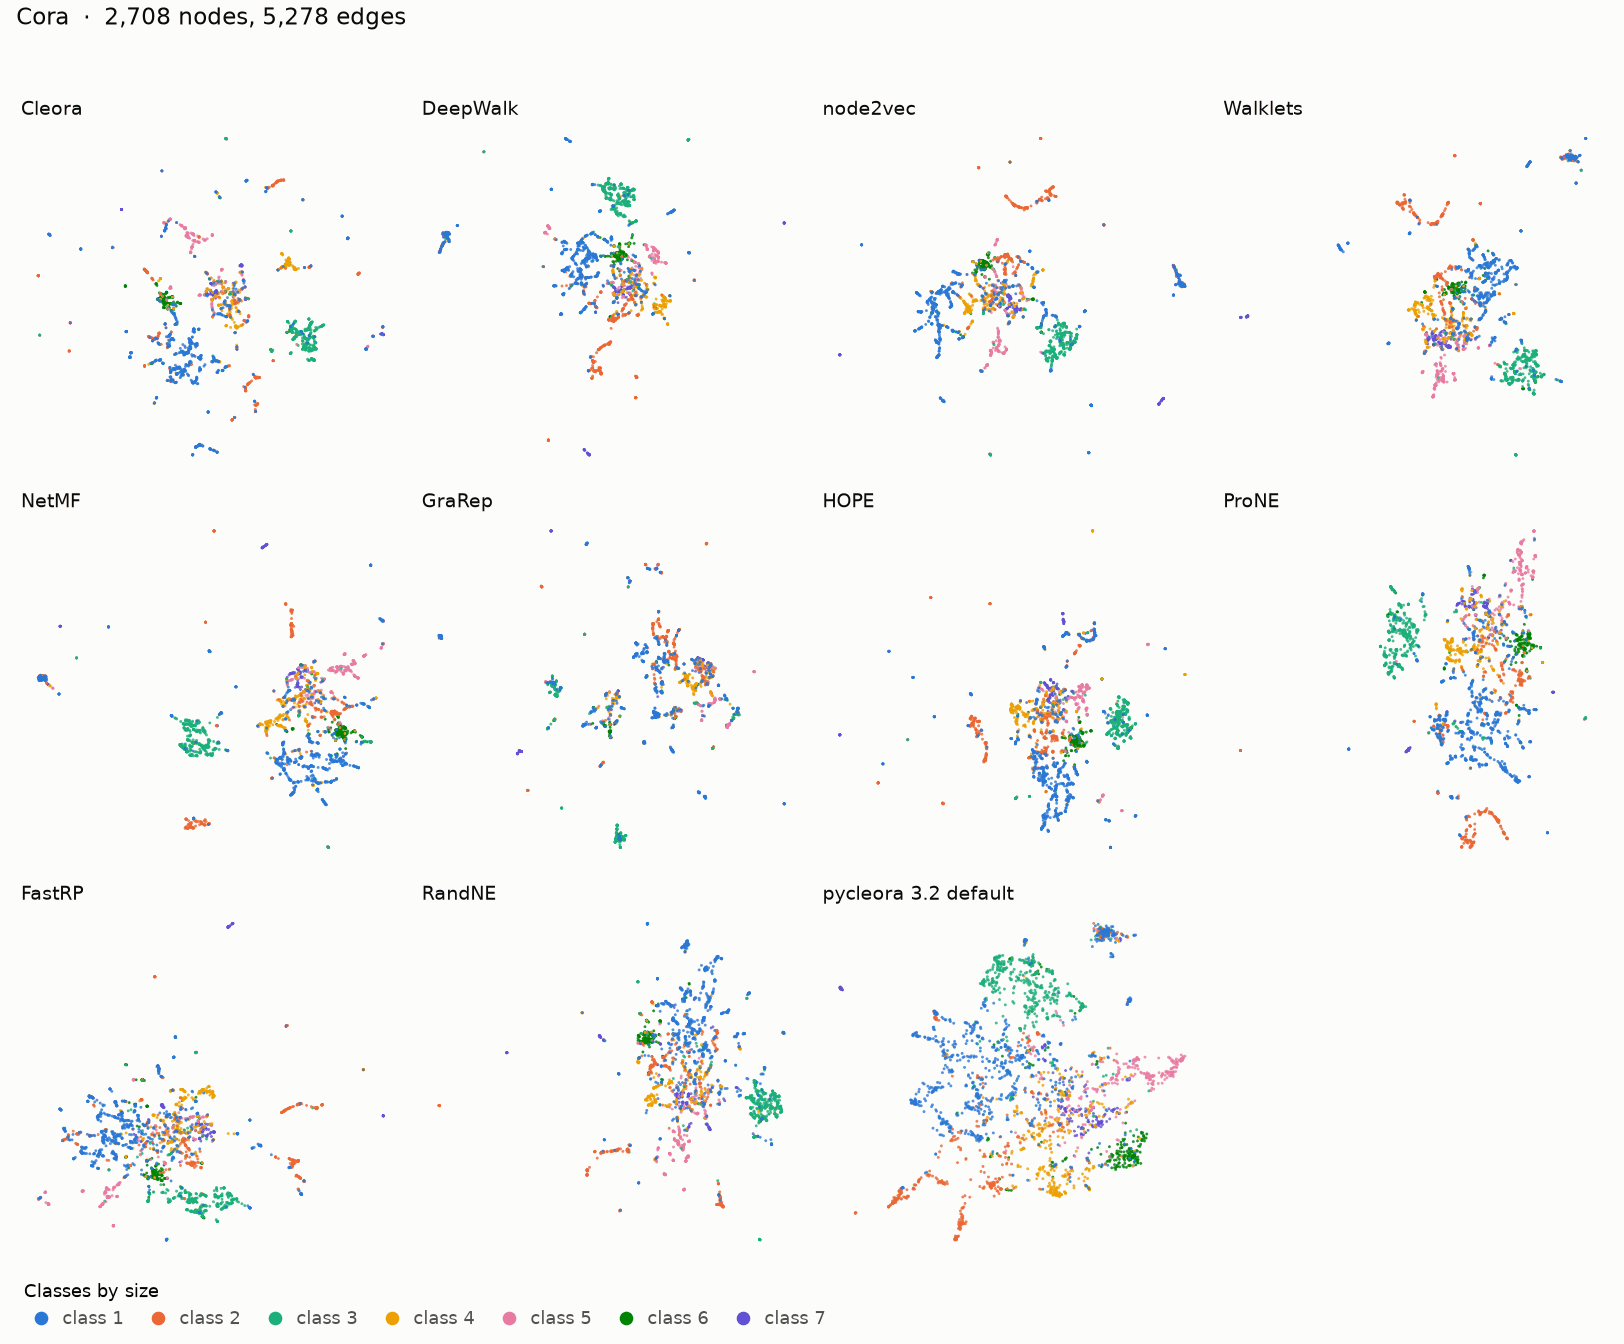 Cora · 2,708 nodes, 5,278 edges
Cleora
DeepWalk
node2vec
Walklets
NetMF
GraRep
HOPE
ProNE
FastRP
RandNE
pycleora 3.2 default
Classes by size
class 1
class 2
class 3
class 4
class 5
class 6
class 7